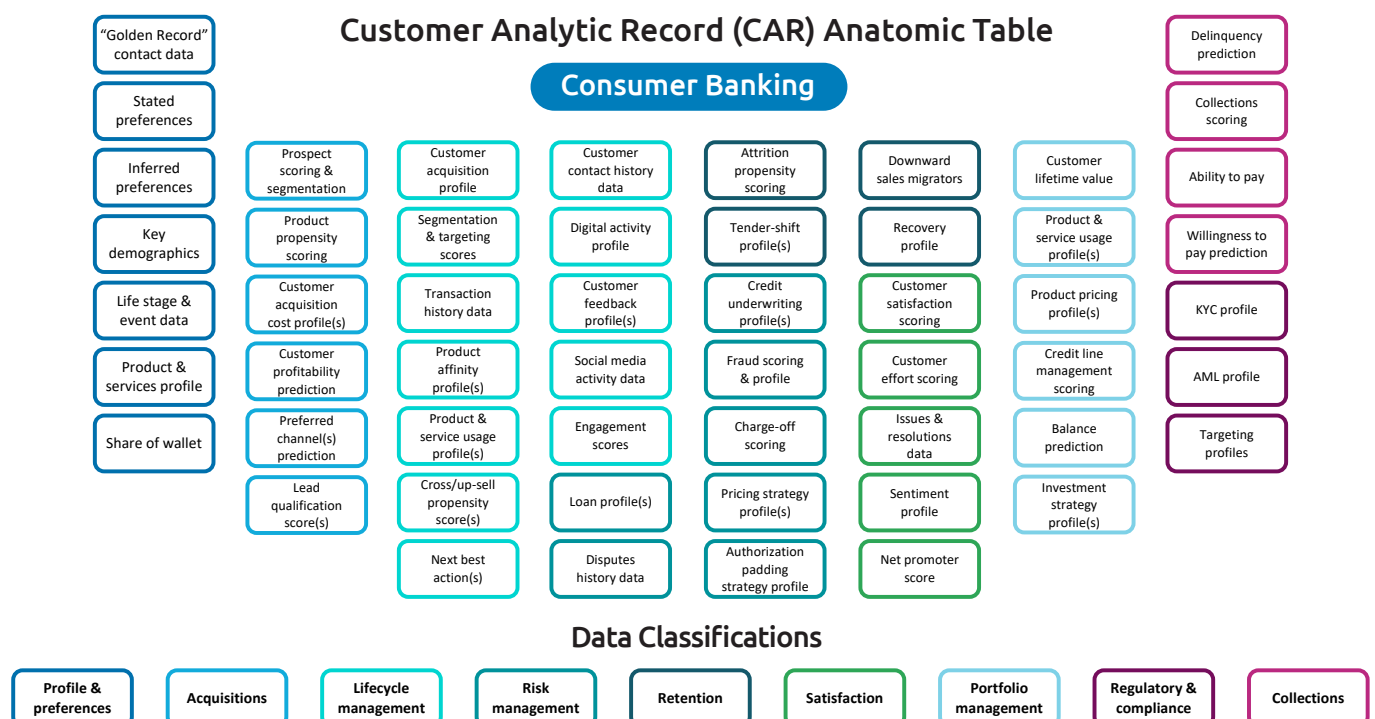 Customer Analytic Record (CAR) Anatomic Table
Consumer Banking
“Golden Record”
contact data
Stated
preferences
Inferred
preferences
Key
demographics
Life stage &
event data
Product &
services profile
Share of wallet
Prospect
scoring &
segmentation
Product
propensity
scoring
Customer
acquisition
cost profile(s)
Customer
profitability
prediction
Preferred
channel(s)
prediction
Lead
qualification
score(s)
Customer
acquisition
profile
Segmentation
& targeting
scores
Transaction
history data
Product
affinity
profile(s)
Product &
service usage
profile(s)
Cross/up-sell
propensity
score(s)
Next best
action(s)
Customer
contact history
data
Digital activity
profile
Customer
feedback
profile(s)
Social media
activity data
Engagement
scores
Loan profile(s)
Disputes
history data
Attrition
propensity
scoring
Tender-shift
profile(s)
Credit
underwriting
profile(s)
Fraud scoring
& profile
Charge-off
scoring
Pricing strategy
profile(s)
Authorization
padding
strategy profile
Downward
sales migrators
Recovery
profile
Customer
satisfaction
scoring
Customer
effort scoring
Issues &
resolutions
data
Sentiment
profile
Net promoter
score
Customer
lifetime value
Product &
service usage
profile(s)
Product pricing
profile(s)
Credit line
management
scoring
Balance
prediction
Investment
strategy
profile(s)
Delinquency
prediction
Collections
scoring
Ability to pay
Willingness to
pay prediction
KYC profile
AML profile
Targeting
profiles
Data Classifications
Profile &
preferences
Acquisitions
Lifecycle
management
Risk
management
Retention
Satisfaction
Portfolio
management
Regulatory &
compliance
Collections